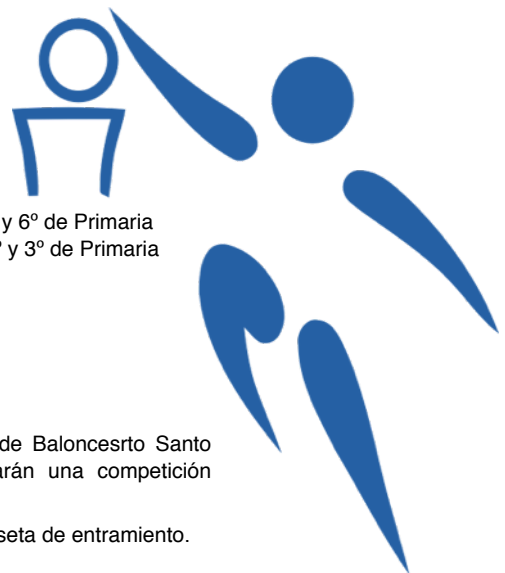 y 6º de Primaria
y 3º de Primaria
de Baloncesrto Santo
arán una competición
seta de entramiento.